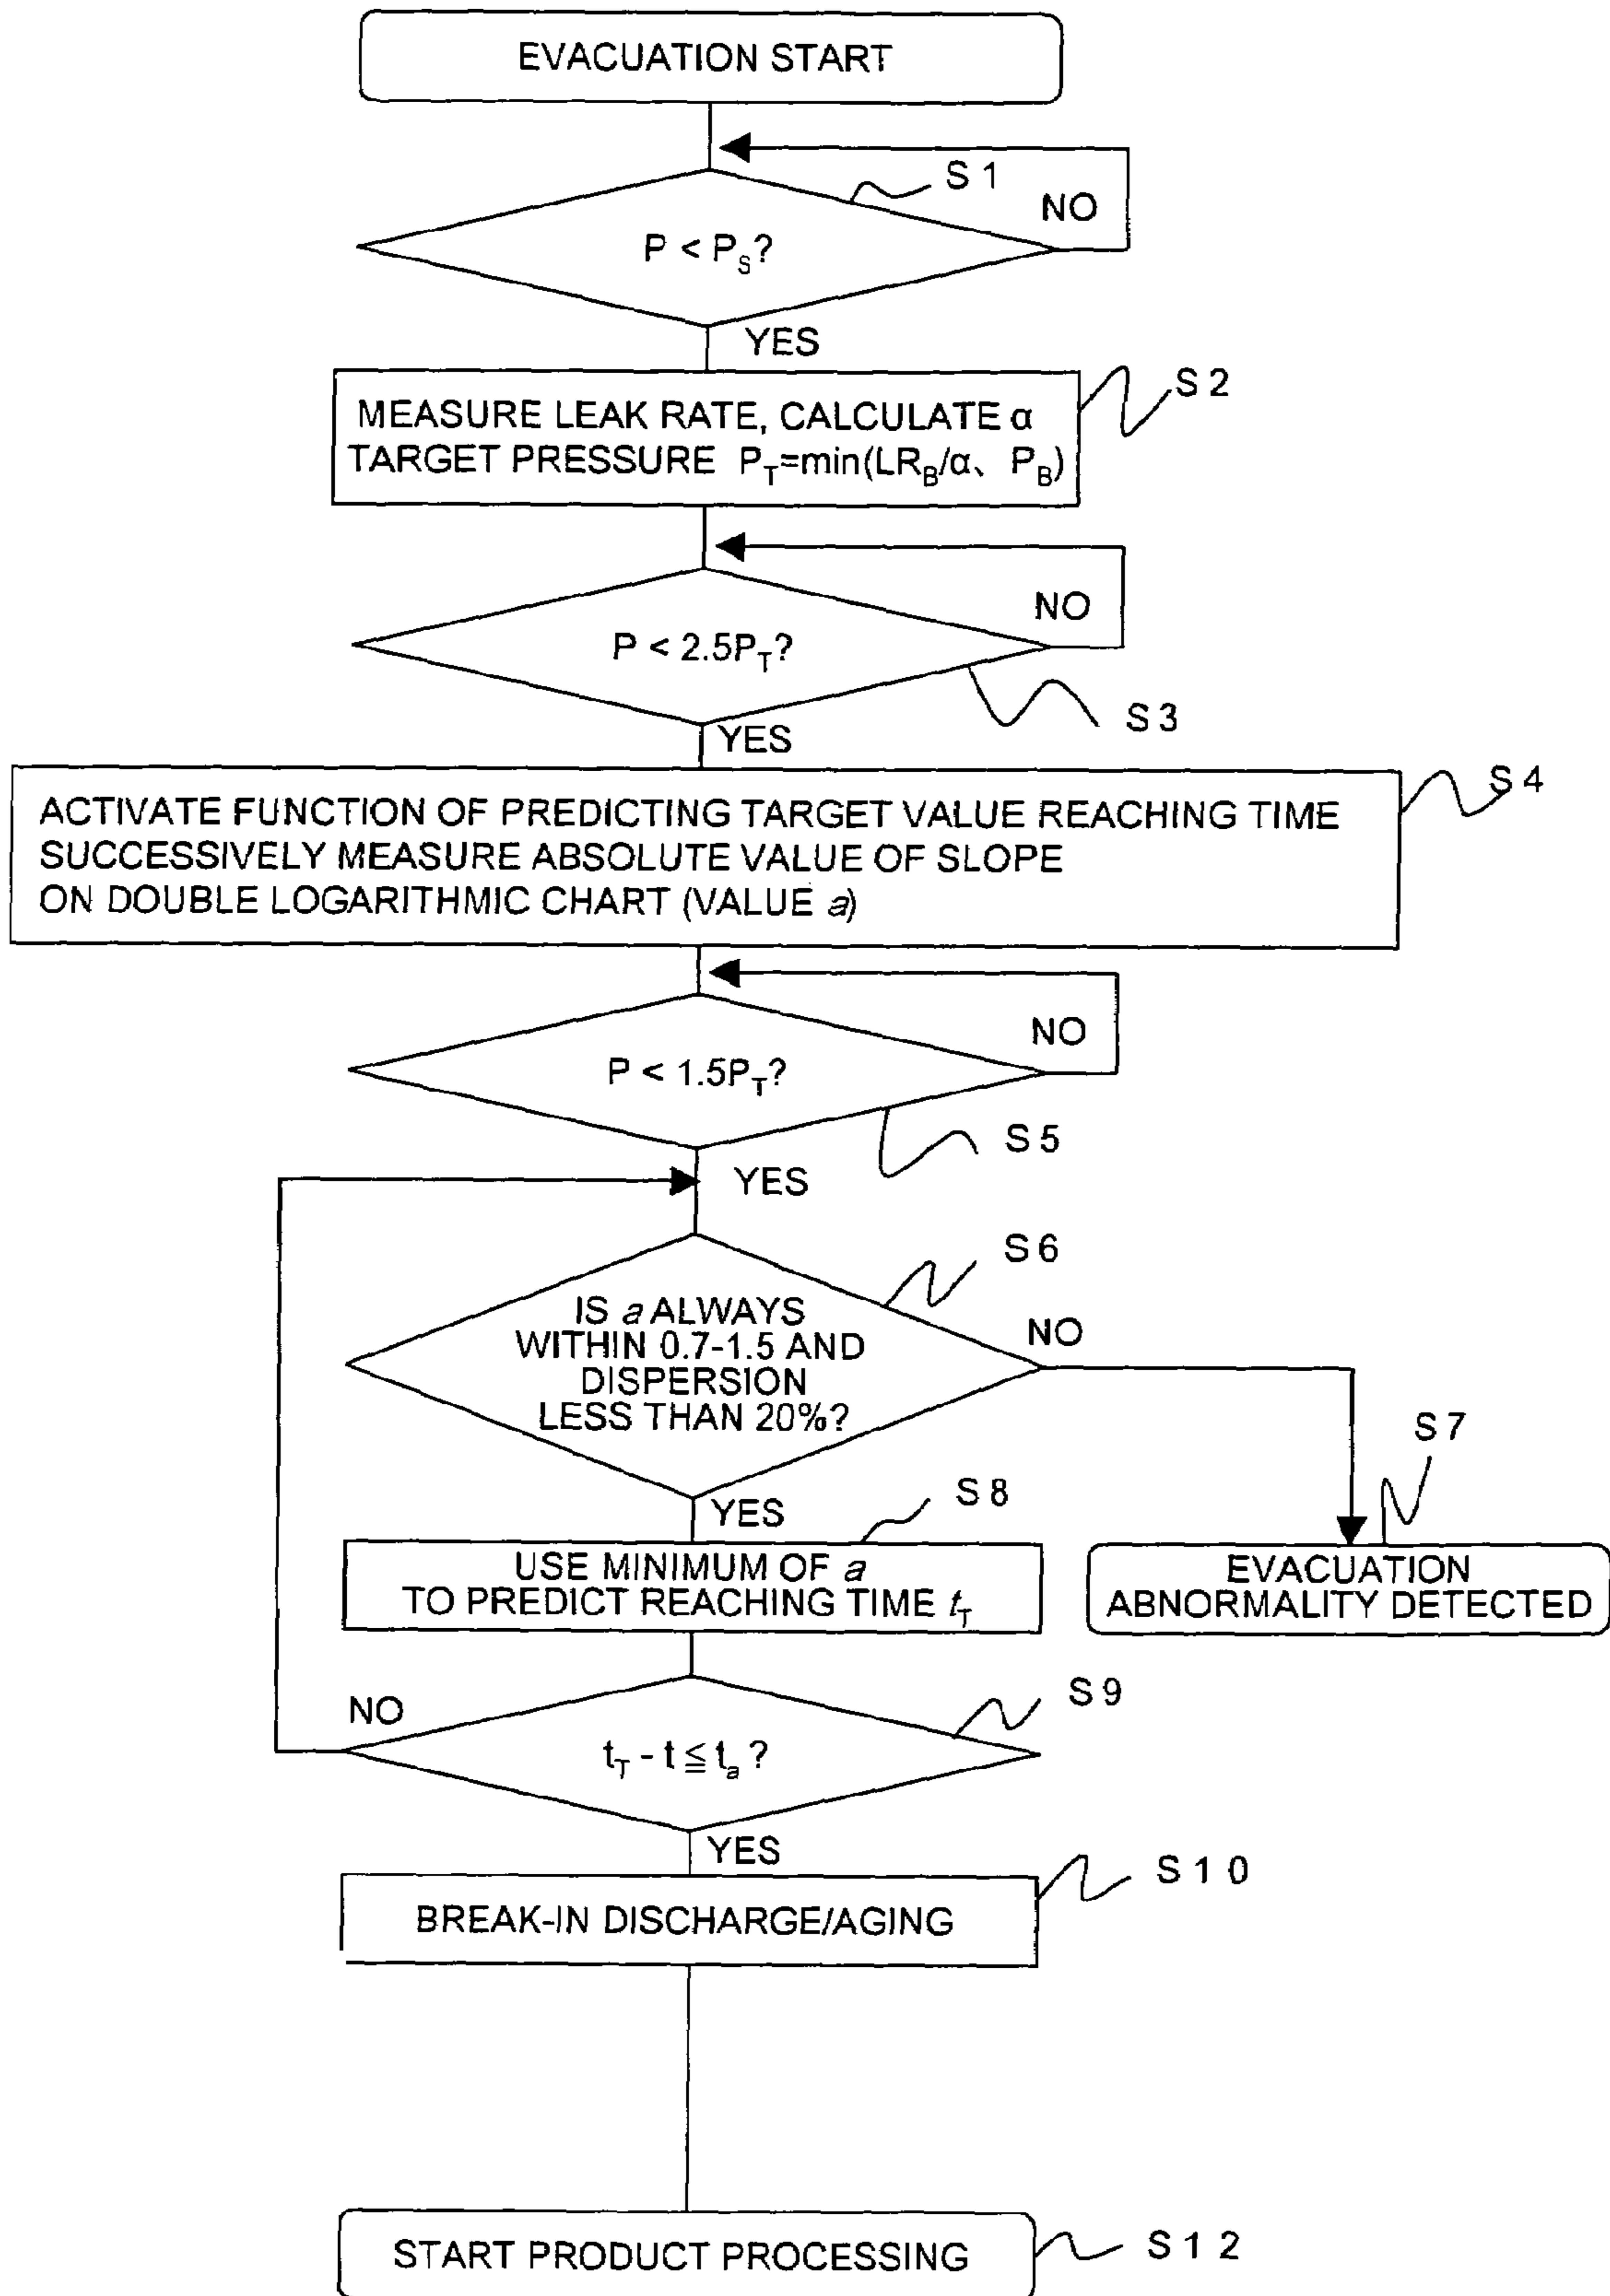 EVACUATION START
S1
NO
P < P_S?
YES
S2
MEASURE LEAK RATE, CALCULATE α
TARGET PRESSURE P_T=min(LR_B/α、 P_B)
NO
P < 2.5P_T?
S3
YES
S4
ACTIVATE FUNCTION OF PREDICTING TARGET VALUE REACHING TIME
SUCCESSIVELY MEASURE ABSOLUTE VALUE OF SLOPE
ON DOUBLE LOGARITHMIC CHART (VALUE a)
NO
P < 1.5P_T?
S5
YES
S6
IS a ALWAYS
WITHIN 0.7-1.5 AND
DISPERSION
LESS THAN 20%?
NO
S7
EVACUATION
ABNORMALITY DETECTED
YES
S8
USE MINIMUM OF a
TO PREDICT REACHING TIME t_T
S9
NO
t_T - t ≦ t_a ?
YES
S10
BREAK-IN DISCHARGE/AGING
START PRODUCT PROCESSING
S12